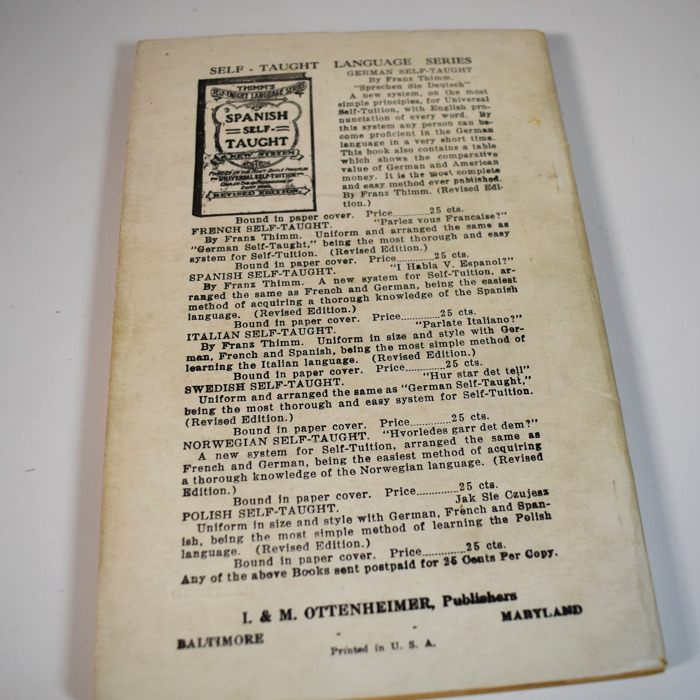 SELF - TAUGHT LANGUAGE SERIES
THIMM'S
SELF-TAUGHT LANGUAGE SERIES
SPANISH
SELF-
TAUGHT
A NEW SYSTEM
UNIVERSAL SELF-TUITION
REVISED EDITION
GERMAN SELF-TAUGHT
By Franz Thimm.
"Sprechen Sie Deutsch"
A new system, on the most
simple principles, for Universal
Self-Tuition, with English pro-
nunciation of every word. By
this system any person can be-
come proficient in the German
language in a very short time.
This book also contains a table
which shows the comparative
value of German and American
money. It is the most complete
and easy method ever published.
By Franz Thimm. (Revised Edi-
tion.)
Bound in paper cover. Price............25 cts.
FRENCH SELF-TAUGHT. "Parlez vous Francaise?"
By Franz Thimm. Uniform and arranged the same as
"German Self-Taught," being the most thorough and easy
system for Self-Tuition. (Revised Edition.)
Bound in paper cover. Price............25 cts.
SPANISH SELF-TAUGHT. "I Habla V. Espanol?"
By Franz Thimm. A new system for Self-Tuition, ar-
ranged the same as French and German, being the easiest
method of acquiring a thorough knowledge of the Spanish
language. (Revised Edition.)
Bound in paper cover. Price............25 cts.
ITALIAN SELF-TAUGHT. "Parlate Italiano?"
By Franz Thimm. Uniform in size and style with Ger-
man, French and Spanish, being the most simple method of
learning the Italian language. (Revised Edition.)
Bound in paper cover. Price............25 cts.
SWEDISH SELF-TAUGHT. "Hur star det tell"
Uniform and arranged the same as "German Self-Taught,"
being the most thorough and easy system for Self-Tuition.
(Revised Edition.)
Bound in paper cover. Price............25 cts.
NORWEGIAN SELF-TAUGHT. "Hvorledes garr det dem?"
A new system for Self-Tuition, arranged the same as
French and German, being the easiest method of acquiring
a thorough knowledge of the Norwegian language. (Revised
Edition.)
Bound in paper cover. Price............25 cts.
POLISH SELF-TAUGHT. Jak Sie Czujesz
Uniform in size and style with German, French and Span-
ish, being the most simple method of learning the Polish
language. (Revised Edition.)
Bound in paper cover. Price............25 cts.
Any of the above Books sent postpaid for 25 Cents Per Copy.
I. & M. OTTENHEIMER, Publishers
BALTIMORE MARYLAND
Printed in U. S. A.